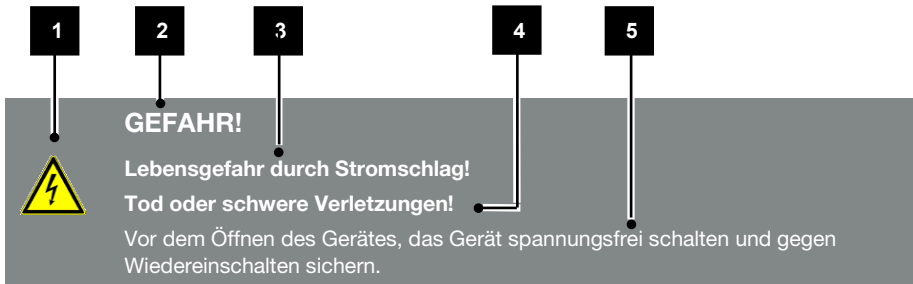 1 2 3 4 5
GEFAHR!
Lebensgefahr durch Stromschlag!
Tod oder schwere Verletzungen!
Vor dem Öffnen des Gerätes, das Gerät spannungsfrei schalten und gegen
Wiedereinschalten sichern.